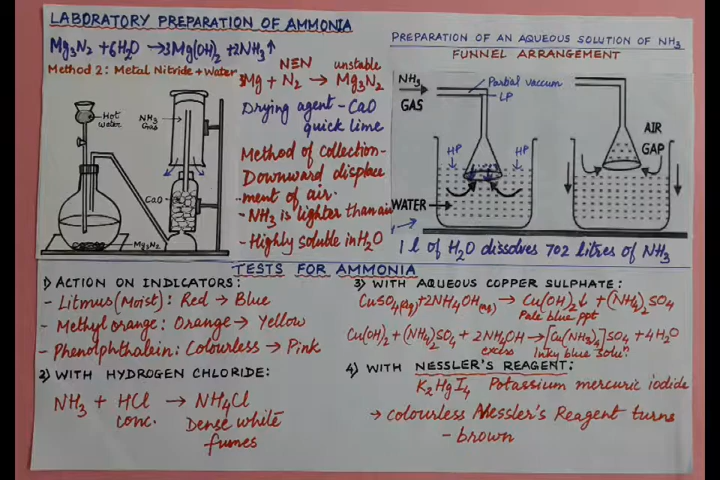 LABORATORY PREPARATION OF AMMONIA
Mg3N2 + 6H2O → 3Mg(OH)2 + 2NH3↑
Method 2: Metal Nitride + Water
N≡N unstable
3Mg + N2 → Mg3N2
Drying agent - CaO
quick lime
Method of collection-
Downward displace
ment of air.
- NH3 is lighter than air
- Highly soluble in H2O
Hot
water
NH3
Gas
CaO
Mg3N2
PREPARATION OF AN AQUEOUS SOLUTION OF NH3
FUNNEL ARRANGEMENT
NH3
GAS
Partial vaccum
LP
HP
HP
WATER
AIR
GAP
1 l of H2O dissolves 702 litres of NH3
TESTS FOR AMMONIA
1) ACTION ON INDICATORS:
- Litmus (Moist): Red → Blue
- Methyl orange: Orange → Yellow
- Phenolphthalein: Colourless → Pink
2) WITH HYDROGEN CHLORIDE:
NH3 + HCl → NH4Cl
conc. Dense white
fumes
3) WITH AQUEOUS COPPER SULPHATE:
CuSO4(aq) + 2NH4OH(aq) → Cu(OH)2↓ + (NH4)2SO4
Pale blue ppt
Cu(OH)2 + (NH4)2SO4 + 2NH4OH → [Cu(NH3)4]SO4 + 4H2O
excess Inky blue soluⁿ
4) WITH NESSLER'S REAGENT:
K2HgI4 Potassium mercuric iodide
→ colourless Nessler's Reagent turns
- brown